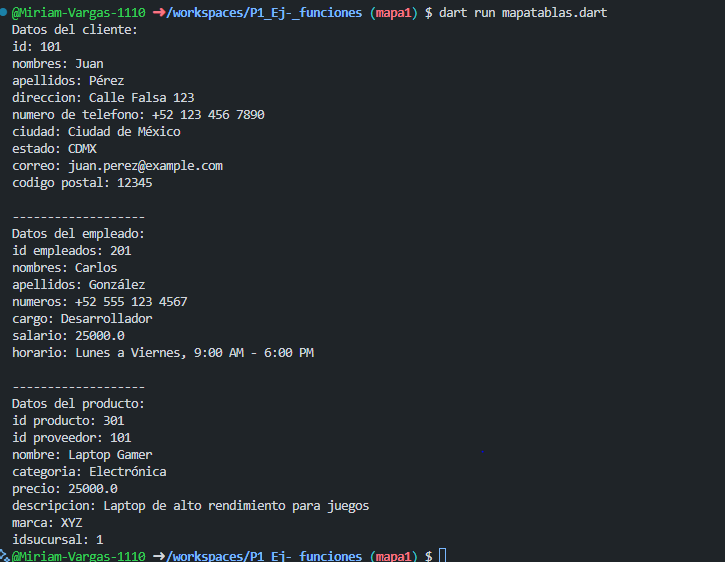 @Miriam-Vargas-1110 ➜/workspaces/P1_Ej-_funciones (mapa1) $ dart run mapatablas.dart
Datos del cliente:
id: 101
nombres: Juan
apellidos: Pérez
direccion: Calle Falsa 123
numero de telefono: +52 123 456 7890
ciudad: Ciudad de México
estado: CDMX
correo: juan.perez@example.com
codigo postal: 12345
-------------------
Datos del empleado:
id empleados: 201
nombres: Carlos
apellidos: González
numeros: +52 555 123 4567
cargo: Desarrollador
salario: 25000.0
horario: Lunes a Viernes, 9:00 AM - 6:00 PM
-------------------
Datos del producto:
id producto: 301
id proveedor: 101
nombre: Laptop Gamer
categoria: Electrónica
precio: 25000.0
descripcion: Laptop de alto rendimiento para juegos
marca: XYZ
idsucursal: 1
@Miriam-Vargas-1110 ➜/workspaces/P1_Ej-_funciones (mapa1) $